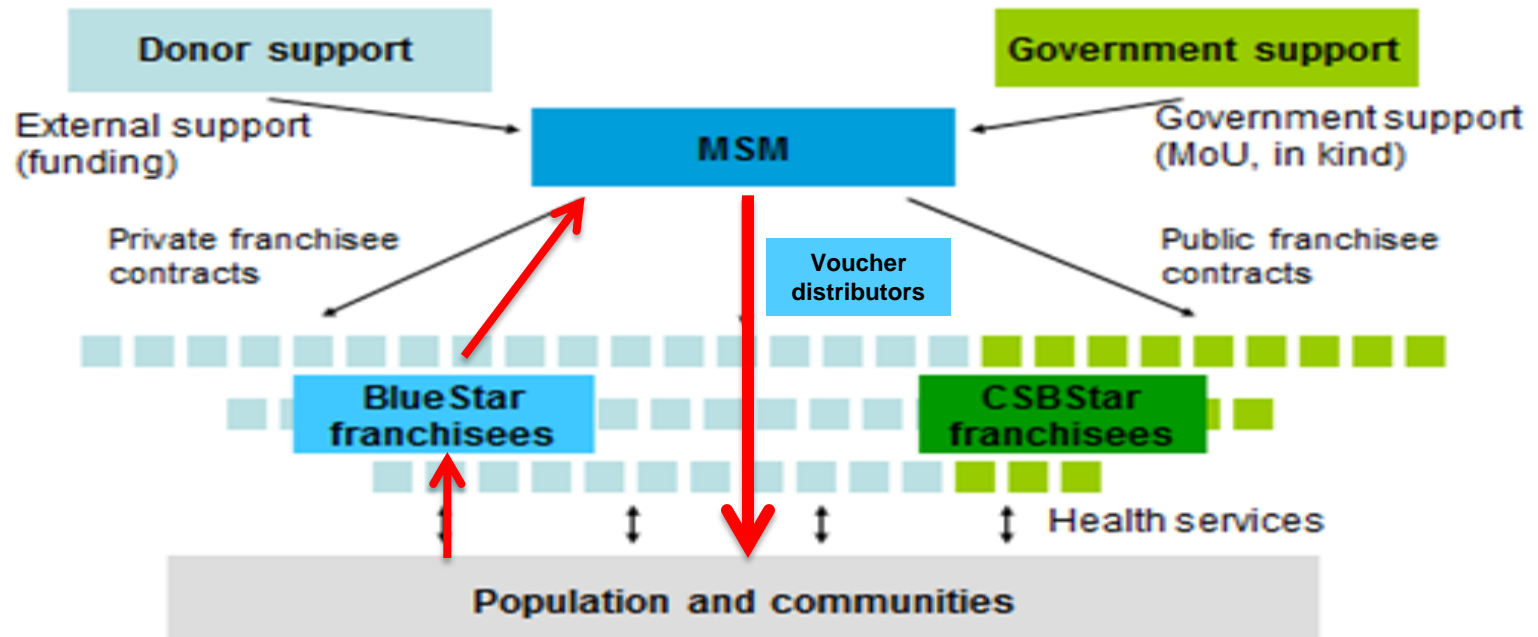 Donor support
Government support
External support
(funding)
MSM
Government support
(MoU, in kind)
Private franchisee
contracts
Voucher
distributors
Public franchisee
contracts
BlueStar
franchisees
CSBStar
franchisees
Health services
Population and communities